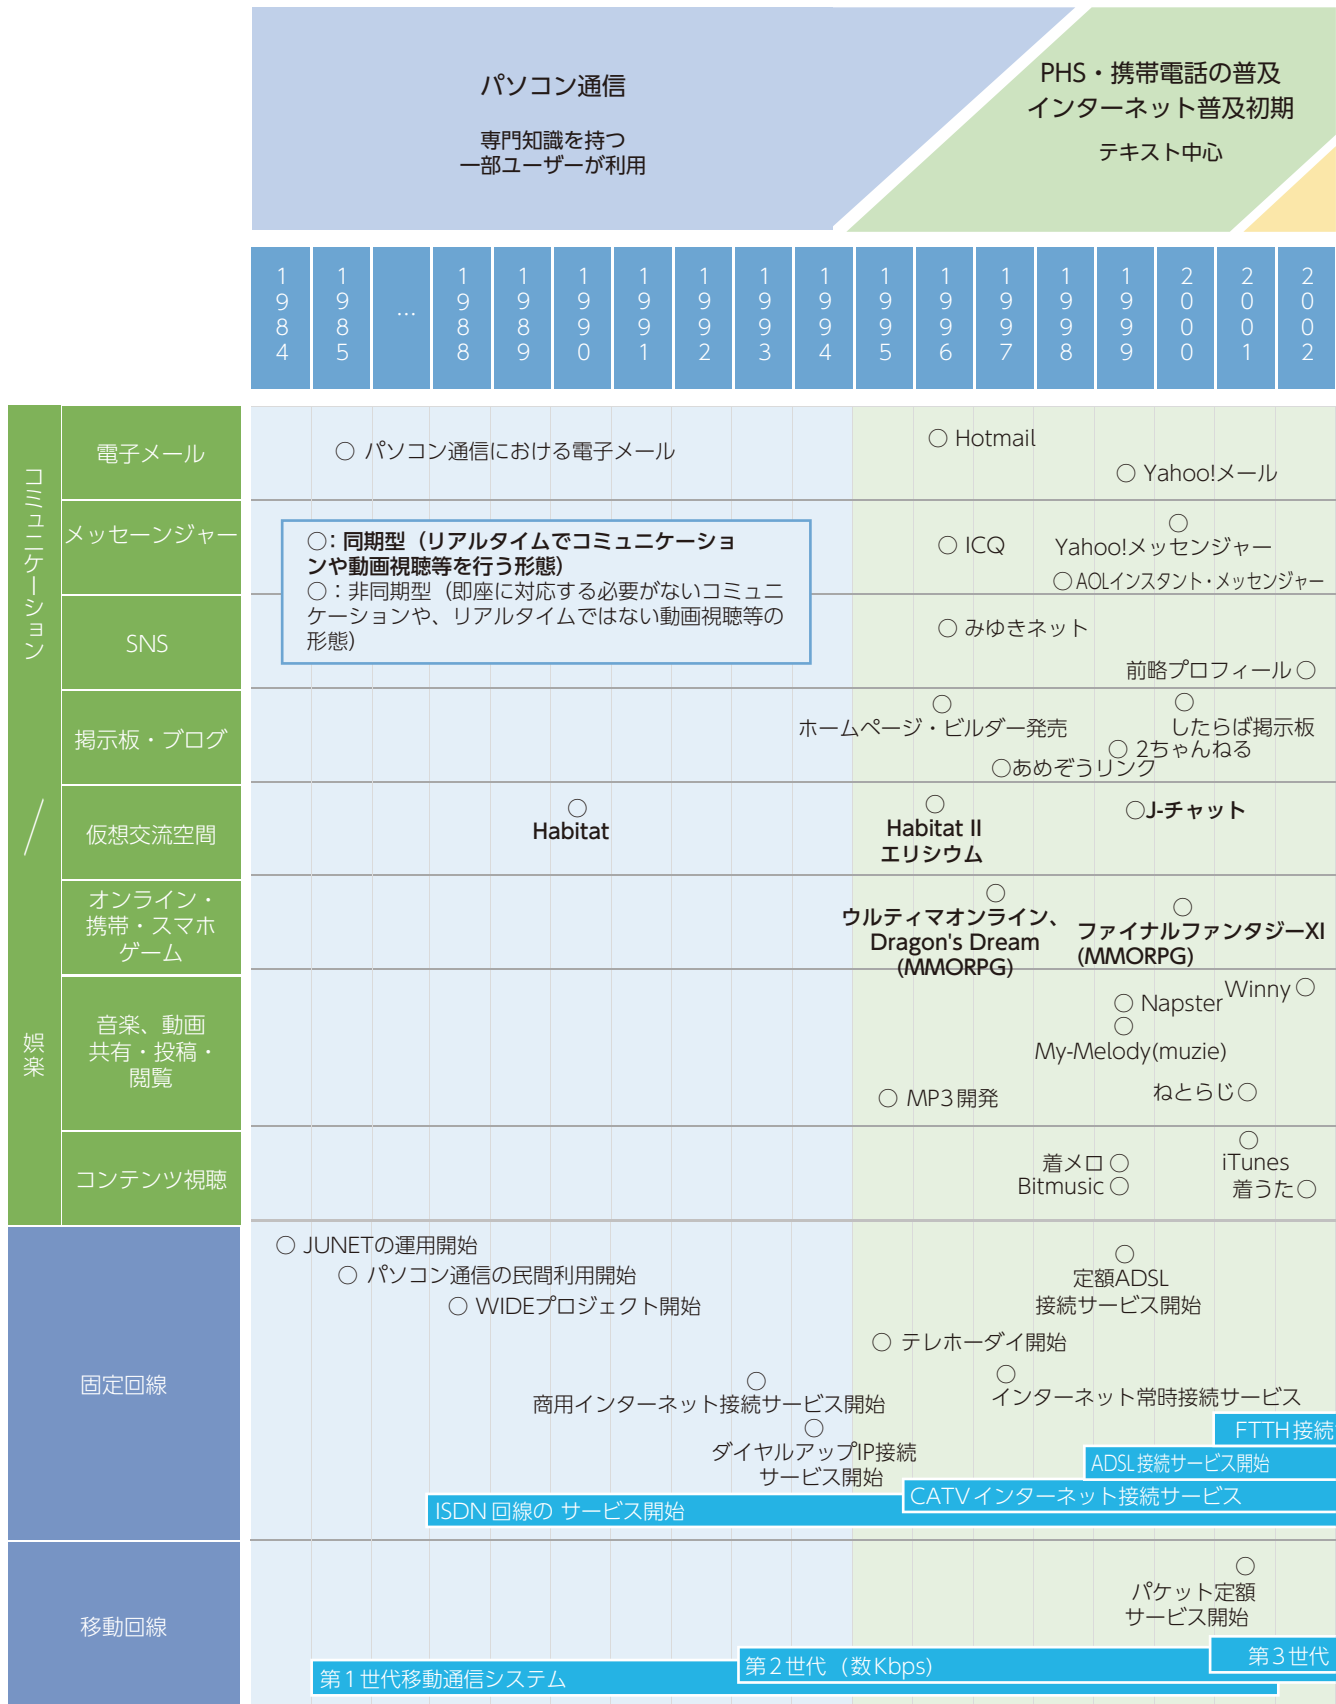 パソコン通信
専門知識を持つ
一部ユーザーが利用
PHS・携帯電話の普及
インターネット普及初期
テキスト中心
1984
1985
…
1988
1989
1990
1991
1992
1993
1994
1995
1996
1997
1998
1999
2000
2001
2002
コミュニケーション
／
娯楽
電子メール
○ パソコン通信における電子メール
○ Hotmail
○ Yahoo!メール
メッセーンジャー
○：同期型（リアルタイムでコミュニケーショ
ンや動画視聴等を行う形態）
○：非同期型（即座に対応する必要がないコミュニ
ケーションや、リアルタイムではない動画視聴等の
形態）
○ ICQ
○
Yahoo!メッセンジャー
○ AOLインスタント・メッセンジャー
SNS
○ みゆきネット
前略プロフィール ○
掲示板・ブログ
○
ホームページ・ビルダー発売
○
したらば掲示板
○ 2ちゃんねる
○あめぞうリンク
仮想交流空間
○
Habitat
○
Habitat II
エリシウム
○J-チャット
オンライン・
携帯・スマホ
ゲーム
○
ウルティマオンライン、
Dragon's Dream
(MMORPG)
○
ファイナルファンタジーXI
(MMORPG)
音楽、動画
共有・投稿・
閲覧
Winny ○
○ Napster
○
My-Melody(muzie)
○ MP3開発
ねとらじ○
コンテンツ視聴
着メロ ○
Bitmusic ○
○
iTunes
着うた○
固定回線
○ JUNETの運用開始
○ パソコン通信の民間利用開始
○ WIDEプロジェクト開始
○
定額ADSL
接続サービス開始
○ テレホーダイ開始
○
商用インターネット接続サービス開始
○
インターネット常時接続サービス
○
ダイヤルアップIP接続
サービス開始
FTTH接続
ADSL接続サービス開始
CATVインターネット接続サービス
ISDN回線の サービス開始
移動回線
○
パケット定額
サービス開始
第3世代
第2世代（数Kbps）
第1世代移動通信システム